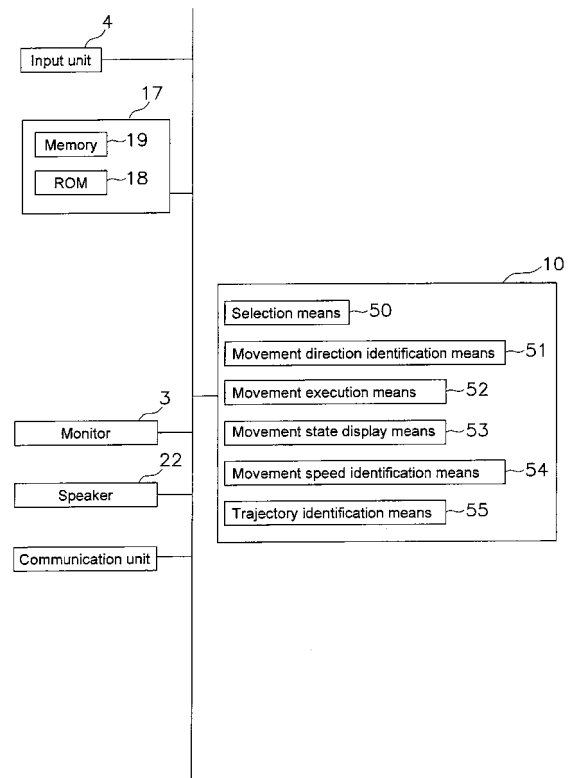 4
Input unit
17
Memory 19
ROM 18
10
Selection means 50
Movement direction identification means 51
Movement execution means 52
Movement state display means 53
Movement speed identification means 54
Trajectory identification means 55
3
Monitor
22
Speaker
Communication unit